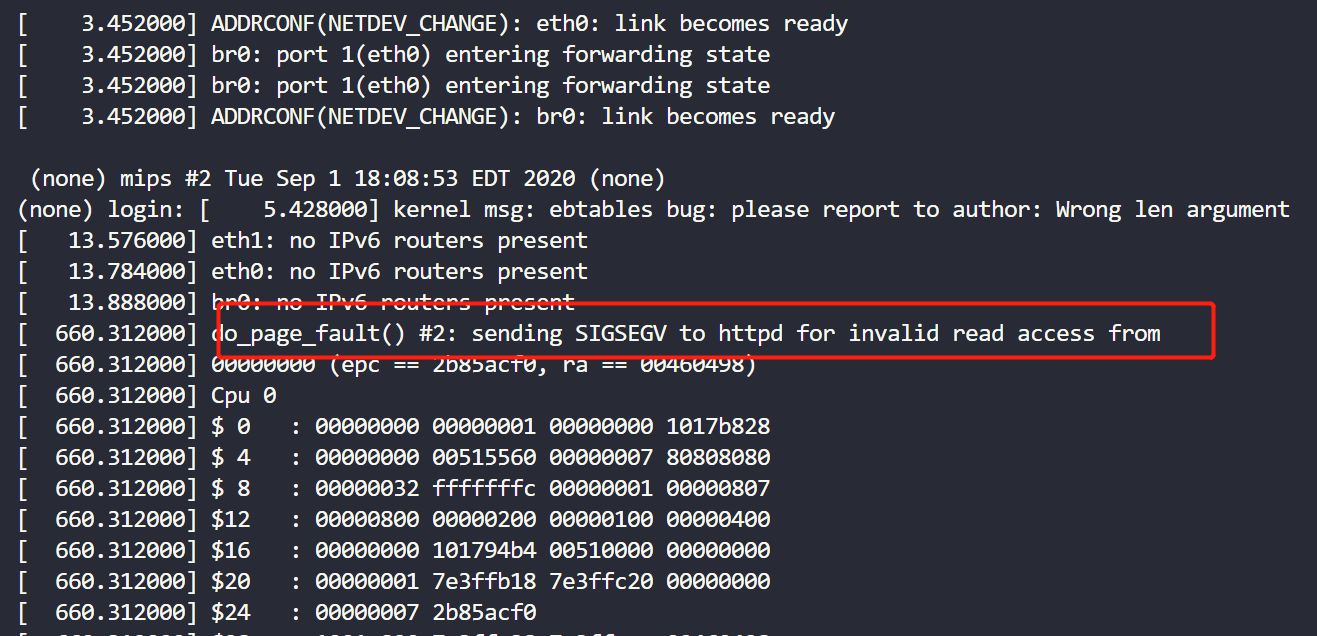 [    3.452000] ADDRCONF(NETDEV_CHANGE): eth0: link becomes ready
[    3.452000] br0: port 1(eth0) entering forwarding state
[    3.452000] br0: port 1(eth0) entering forwarding state
[    3.452000] ADDRCONF(NETDEV_CHANGE): br0: link becomes ready
(none) mips #2 Tue Sep 1 18:08:53 EDT 2020 (none)
(none) login: [    5.428000] kernel msg: ebtables bug: please report to author: Wrong len argument
[   13.576000] eth1: no IPv6 routers present
[   13.784000] eth0: no IPv6 routers present
[   13.888000] br0: no IPv6 routers present
[  660.312000] do_page_fault() #2: sending SIGSEGV to httpd for invalid read access from
[  660.312000] 00000000 (epc == 2b85acf0, ra == 00460498)
[  660.312000] Cpu 0
[  660.312000] $ 0   : 00000000 00000001 00000000 1017b828
[  660.312000] $ 4   : 00000000 00515560 00000007 80808080
[  660.312000] $ 8   : 00000032 fffffffc 00000001 00000807
[  660.312000] $12   : 00000800 00000200 00000100 00000400
[  660.312000] $16   : 00000000 101794b4 00510000 00000000
[  660.312000] $20   : 00000001 7e3ffb18 7e3ffc20 00000000
[  660.312000] $24   : 00000007 2b85acf0